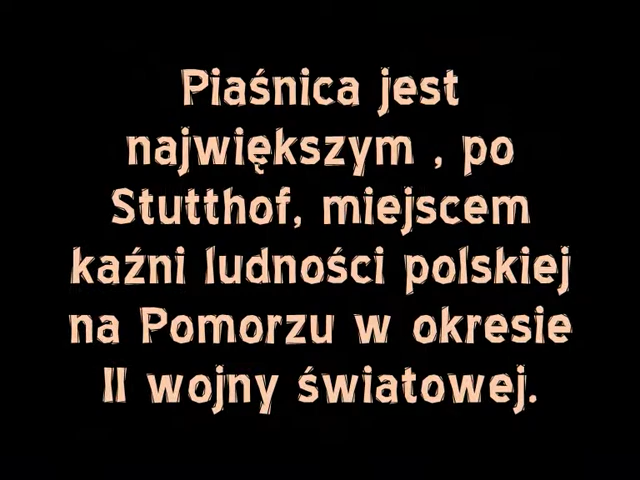 Piaśnica jest
największym , po
Stutthof, miejscem
kaźni ludności polskiej
na Pomorzu w okresie
II wojny światowej.